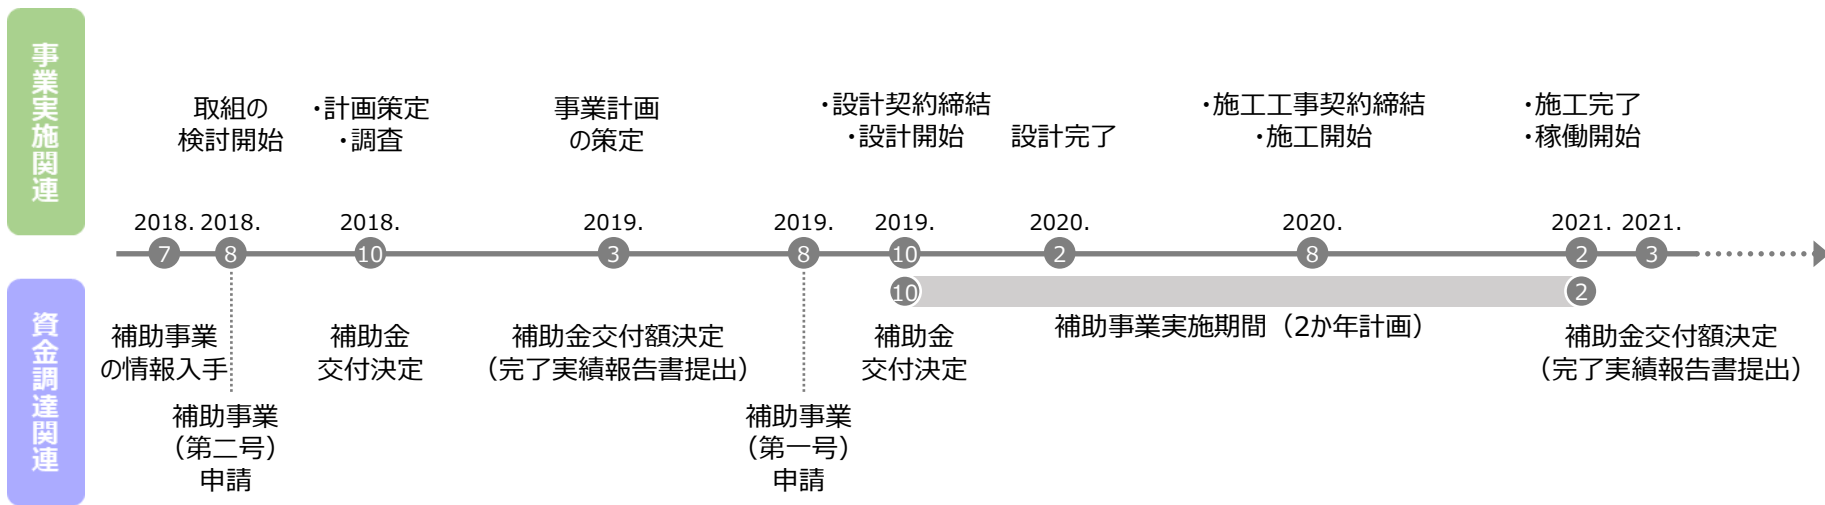 事業実施関連
取組の
検討開始
・計画策定
・調査
事業計画
の策定
・設計契約締結
・設計開始
設計完了
・施工工事契約締結
・施工開始
・施工完了
・稼働開始
2018. 2018. 2018. 2019. 2019. 2019. 2020. 2020. 2021. 2021.
7 8 10 3 8 10 2 8 2 3
10 2
資金調達関連
補助事業
の情報入手
補助事業
（第二号）
申請
補助金
交付決定
補助金交付額決定
（完了実績報告書提出）
補助事業
（第一号）
申請
補助金
交付決定
補助事業実施期間（2か年計画）
補助金交付額決定
（完了実績報告書提出）